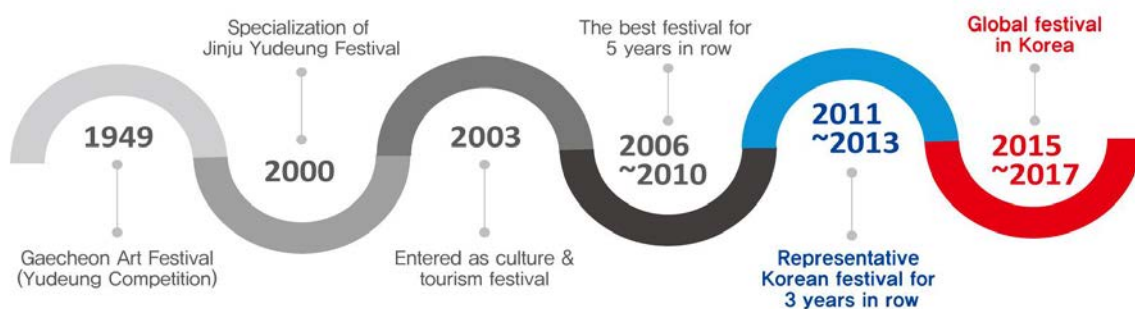 1949
Gaecheon Art Festival
(Yudeung Competition)
Specialization of
Jinju Yudeung Festival
2000
2003
Entered as culture &
tourism festival
The best festival for
5 years in row
2006
~2010
2011
~2013
Representative
Korean festival for
3 years in row
Global festival
in Korea
2015
~2017